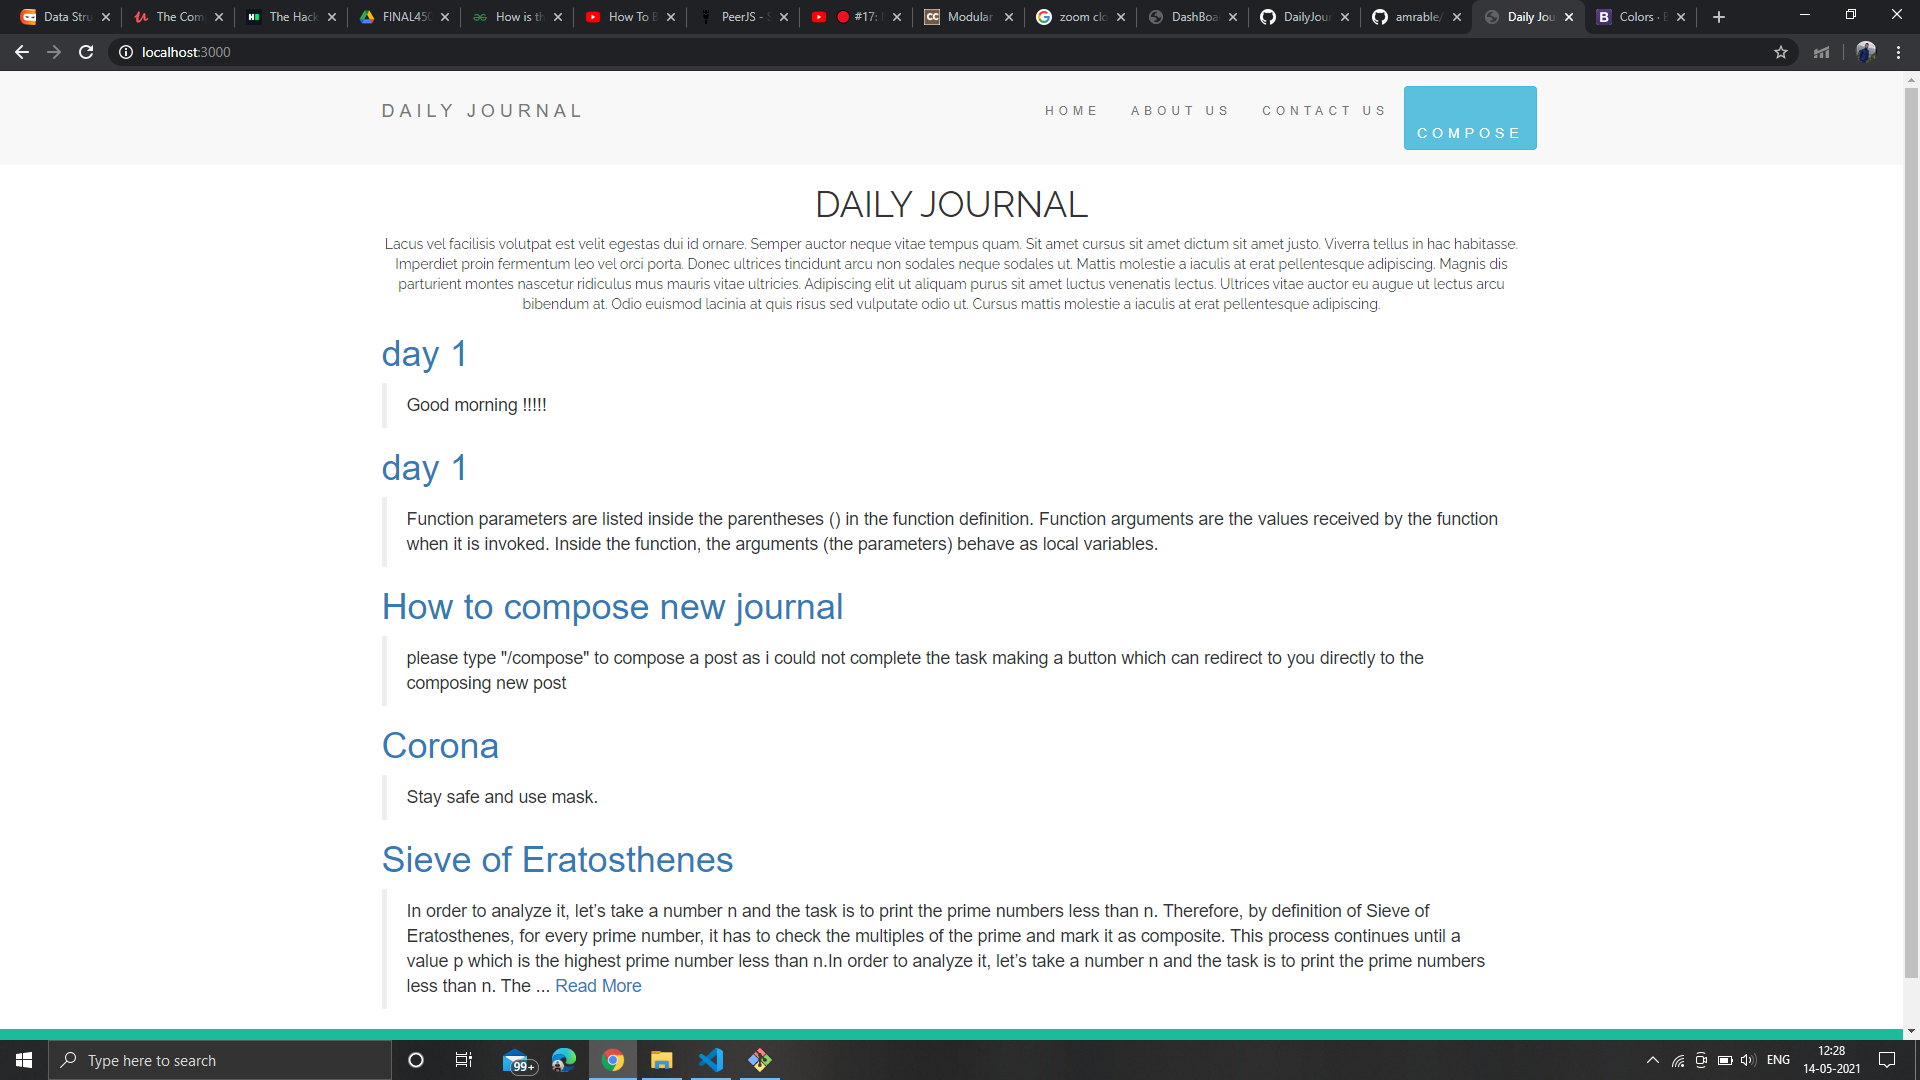 Data Stru
The Com
The Hack
FINAL450
How is th
How To B
PeerJS - S
#17:
Modular
zoom clo
DashBoa
DailyJour
amrable/
Daily Jou
Colors · B
localhost:3000
DAILY JOURNAL
HOME
ABOUT US
CONTACT US
COMPOSE
DAILY JOURNAL
Lacus vel facilisis volutpat est velit egestas dui id ornare. Semper auctor neque vitae tempus quam. Sit amet cursus sit amet dictum sit amet justo. Viverra tellus in hac habitasse.
Imperdiet proin fermentum leo vel orci porta. Donec ultrices tincidunt arcu non sodales neque sodales ut. Mattis molestie a iaculis at erat pellentesque adipiscing. Magnis dis
parturient montes nascetur ridiculus mus mauris vitae ultricies. Adipiscing elit ut aliquam purus sit amet luctus venenatis lectus. Ultrices vitae auctor eu augue ut lectus arcu
bibendum at. Odio euismod lacinia at quis risus sed vulputate odio ut. Cursus mattis molestie a iaculis at erat pellentesque adipiscing.
day 1
Good morning !!!!!
day 1
Function parameters are listed inside the parentheses () in the function definition. Function arguments are the values received by the function
when it is invoked. Inside the function, the arguments (the parameters) behave as local variables.
How to compose new journal
please type "/compose" to compose a post as i could not complete the task making a button which can redirect to you directly to the
composing new post
Corona
Stay safe and use mask.
Sieve of Eratosthenes
In order to analyze it, let’s take a number n and the task is to print the prime numbers less than n. Therefore, by definition of Sieve of
Eratosthenes, for every prime number, it has to check the multiples of the prime and mark it as composite. This process continues until a
value p which is the highest prime number less than n.In order to analyze it, let’s take a number n and the task is to print the prime numbers
less than n. The ... Read More
Type here to search
99+
ENG
12:28
14-05-2021